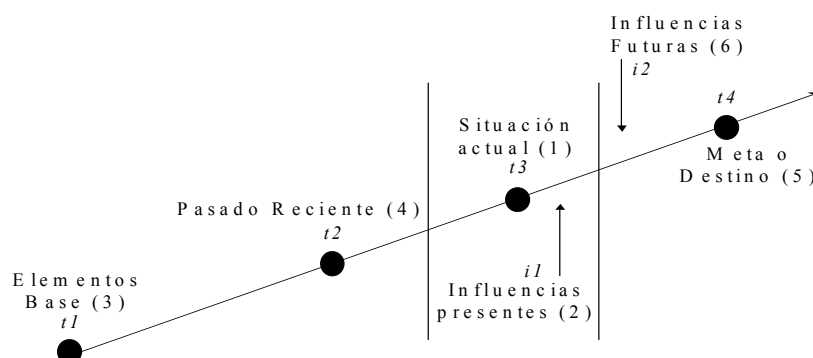 Influencias
Futuras (6)
i2
t4
Situación
actual (1)
t3
Meta o
Destino (5)
Pasado Reciente (4)
t2
i1
Influencias
presentes (2)
Elementos
Base (3)
t1